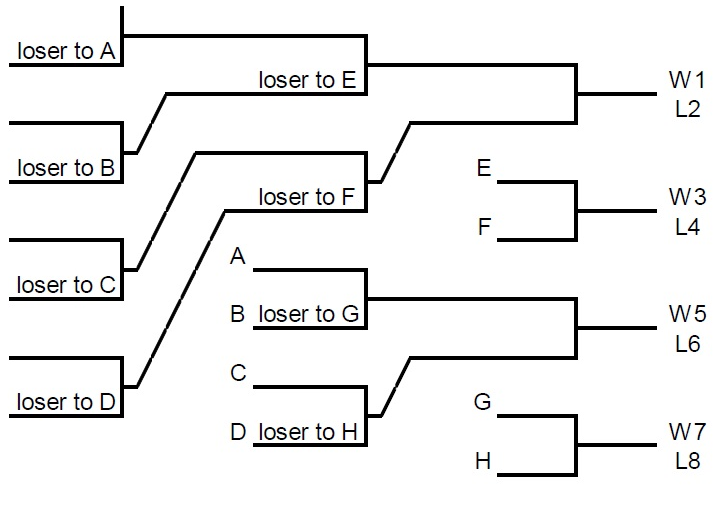 loser to A
loser to E
W1
L2
loser to B
E
loser to F
W3
F
L4
A
loser to C
B loser to G
W5
L6
C
loser to D
G
D loser to H
W7
H
L8